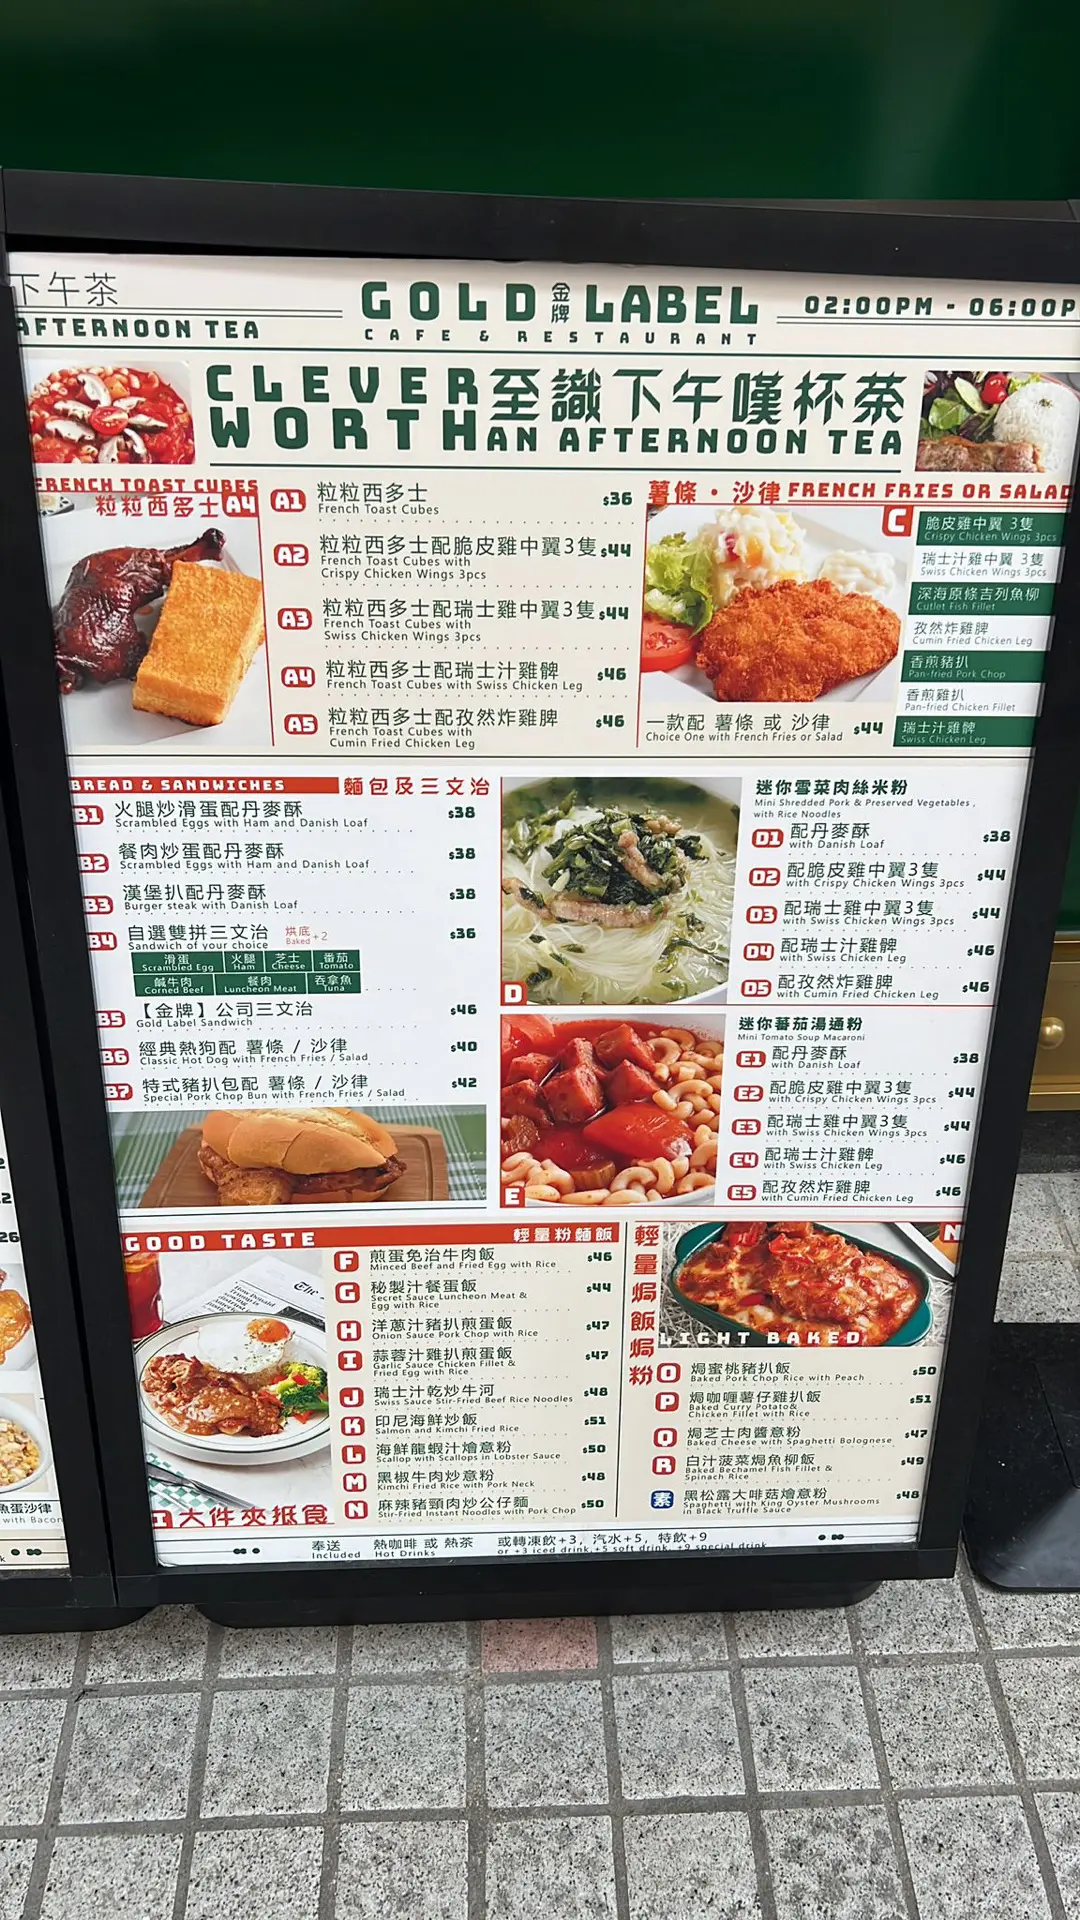 下午茶
AFTERNOON TEA
GOLD 金牌 LABEL
CAFE & RESTAURANT
02:00PM - 06:00P
CLEVER 至識下午嘆杯茶
WORTH AN AFTERNOON TEA
FRENCH TOAST CUBES
粒粒西多士 A4
A1 粒粒西多士 $36
French Toast Cubes
A2 粒粒西多士配脆皮雞中翼3隻 $44
French Toast Cubes with
Crispy Chicken Wings 3pcs
A3 粒粒西多士配瑞士雞中翼3隻 $44
French Toast Cubes with
Swiss Chicken Wings 3pcs
A4 粒粒西多士配瑞士汁雞髀 $46
French Toast Cubes with Swiss Chicken Leg
A5 粒粒西多士配孜然炸雞脾 $46
French Toast Cubes with
Cumin Fried Chicken Leg
薯條・沙律 FRENCH FRIES OR SALAD
C
脆皮雞中翼 3隻
Crispy Chicken Wings 3pc
瑞士汁雞中翼 3隻
Swiss Chicken Wings 3pc
深海原條吉列魚柳
Cutlet Fish Fillet
孜然炸雞脾
Cumin Fried Chicken Leg
香煎豬扒
Pan-fried Pork Chop
香煎雞扒
Pan-fried Chicken Fillet
瑞士汁雞髀
Swiss Chicken Leg
一款配 薯條 或 沙律 $44
Choice One with French Fries or Salad
BREAD & SANDWICHES 麵包及三文治
B1 火腿炒滑蛋配丹麥酥 $38
Scrambled Eggs with Ham and Danish Loaf
B2 餐肉炒蛋配丹麥酥 $38
Scrambled Eggs with Ham and Danish Loaf
B3 漢堡扒配丹麥酥 $38
Burger steak with Danish Loaf
B4 自選雙拼三文治 烘底 +2 $36
Sandwich of your choice Baked
滑蛋 火腿 芝士 番茄
Scrambled Egg Ham Cheese Tomato
鹹牛肉 餐肉 吞拿魚
Corned Beef Luncheon Meat Tuna
B5 【金牌】公司三文治 $46
Gold Label Sandwich
B6 經典熱狗配 薯條 / 沙律 $40
Classic Hot Dog with French Fries / Salad
B7 特式豬扒包配 薯條 / 沙律 $42
Special Pork Chop Bun with French Fries / Salad
D
迷你雪菜肉絲米粉
Mini Shredded Pork & Preserved Vegetables ,
with Rice Noodles
D1 配丹麥酥 $38
with Danish Loaf
D2 配脆皮雞中翼3隻 $44
with Crispy Chicken Wings 3pcs
D3 配瑞士雞中翼3隻 $44
with Swiss Chicken Wings 3pcs
D4 配瑞士汁雞髀 $46
with Swiss Chicken Leg
D5 配孜然炸雞脾 $46
with Cumin Fried Chicken Leg
E
迷你蕃茄湯通粉
Mini Tomato Soup Macaroni
E1 配丹麥酥 $38
with Danish Loaf
E2 配脆皮雞中翼3隻 $44
with Crispy Chicken Wings 3pcs
E3 配瑞士雞中翼3隻 $44
with Swiss Chicken Wings 3pcs
E4 配瑞士汁雞髀 $46
with Swiss Chicken Leg
E5 配孜然炸雞脾 $46
with Cumin Fried Chicken Leg
GOOD TASTE 輕量粉麵飯
F 煎蛋免治牛肉飯 $46
Minced Beef and Fried Egg with Rice
G 秘製汁餐蛋飯 $44
Secret Sauce Luncheon Meat &
Egg with Rice
H 洋蔥汁豬扒煎蛋飯 $47
Onion Sauce Pork Chop with Rice
I 蒜蓉汁雞扒煎蛋飯 $47
Garlic Sauce Chicken Fillet &
Fried Egg with Rice
J 瑞士汁乾炒牛河 $48
Swiss Sauce Stir-Fried Beef Rice Noodles
K 印尼海鮮炒飯 $51
Salmon and Kimchi Fried Rice
L 海鮮龍蝦汁燴意粉 $50
Scallop with Scallops in Lobster Sauce
M 黑椒牛肉炒意粉 $48
Kimchi Fried Rice with Pork Neck
N 麻辣豬頸肉炒公仔麵 $50
Stir-Fried Instant Noodles with Pork Chop
I 大件夾抵食
輕量焗飯焗粉
N
LIGHT BAKED
O 焗蜜桃豬扒飯 $50
Baked Pork Chop Rice with Peach
P 焗咖喱薯仔雞扒飯 $51
Baked Curry Potato&
Chicken Fillet with Rice
Q 焗芝士肉醬意粉 $47
Baked Cheese with Spaghetti Bolognese
R 白汁菠菜焗魚柳飯 $49
Baked Bechamel Fish Fillet &
Spinach Rice
素 黑松露大啡菇燴意粉 $48
Spaghetti with King Oyster Mushrooms
in Black Truffle Sauce
奉送 熱咖啡 或 熱茶 或轉凍飲+3, 汽水+5, 特飲+9
Included Hot Drinks or +3 iced drink,+5 soft drink, +9 special drink
2
12
26
魚蛋沙律
with Bacon